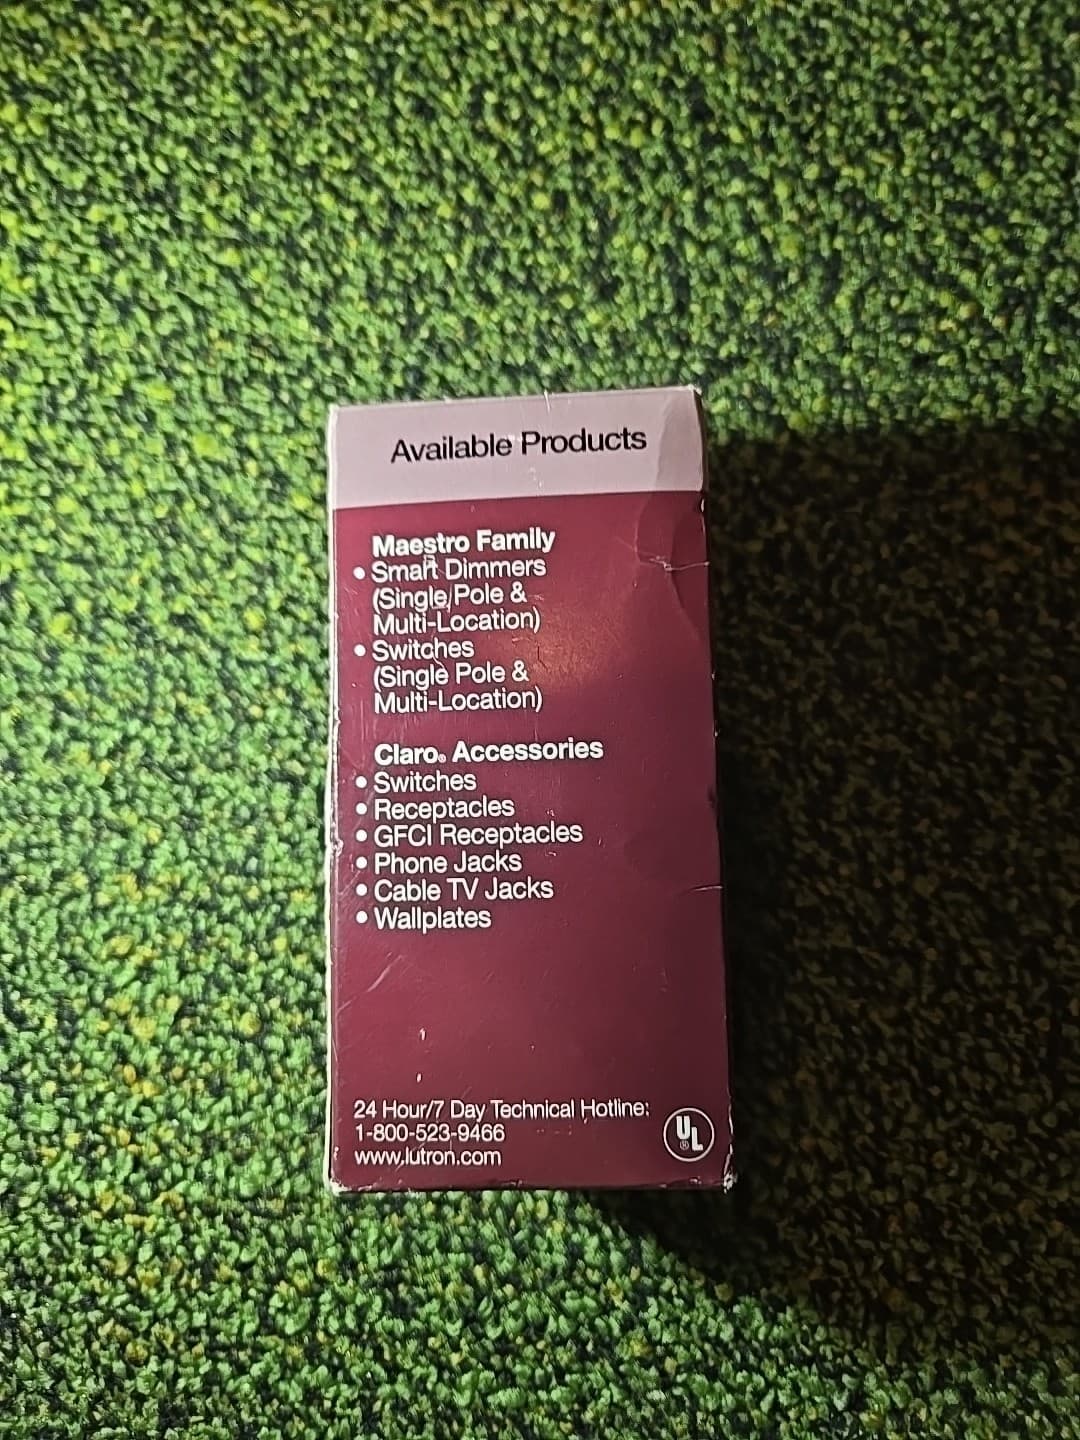 Available Products
Maestro Family
• Smart Dimmers
(Single Pole &
Multi-Location)
• Switches
(Single Pole &
Multi-Location)
Claro® Accessories
• Switches
• Receptacles
• GFCI Receptacles
• Phone Jacks
• Cable TV Jacks
• Wallplates
24 Hour/7 Day Technical Hotline:
1-800-523-9466
www.lutron.com
UL®